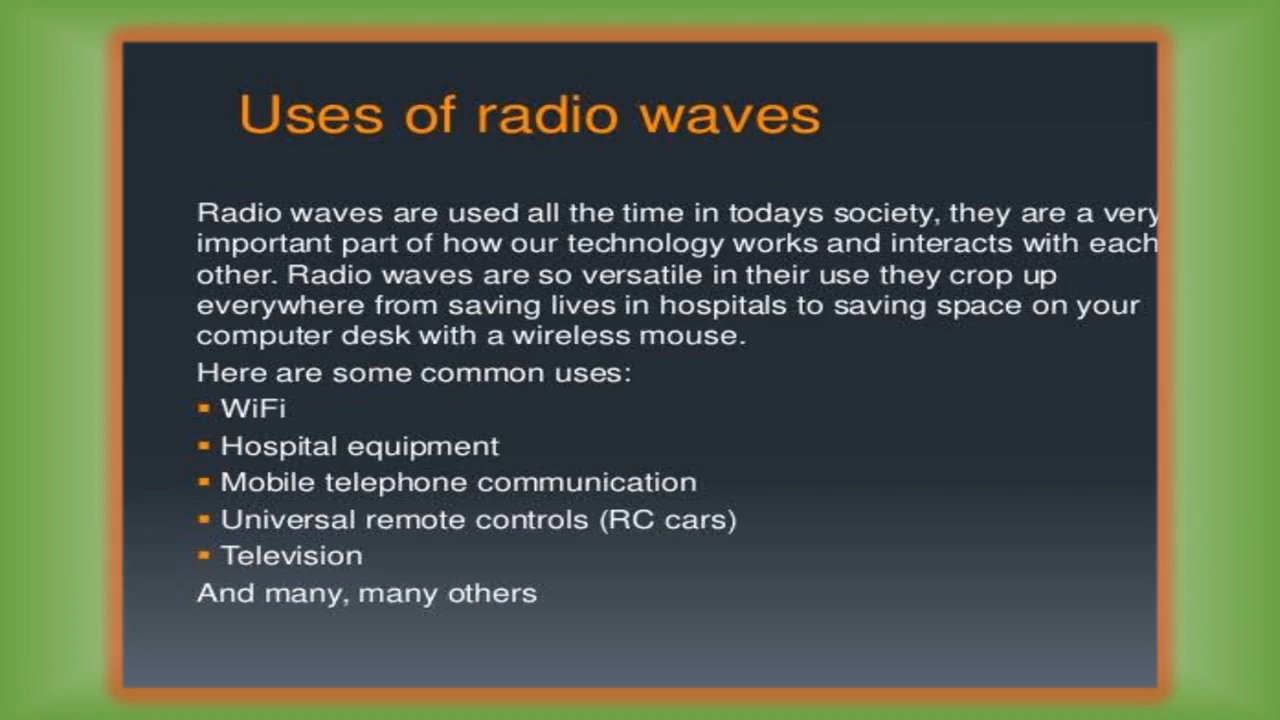 Uses of radio waves
Radio waves are used all the time in todays society, they are a very
important part of how our technology works and interacts with each
other. Radio waves are so versatile in their use they crop up
everywhere from saving lives in hospitals to saving space on your
computer desk with a wireless mouse.
Here are some common uses:
▪ WiFi
▪ Hospital equipment
▪ Mobile telephone communication
▪ Universal remote controls (RC cars)
▪ Television
And many, many others